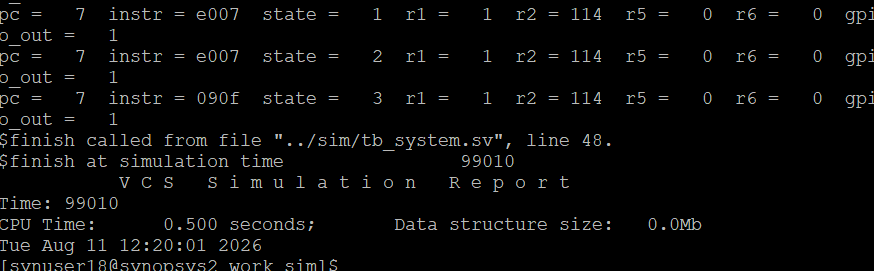 pc =   7  instr = e007  state =   1  r1 =   1  r2 = 114  r5 =   0  r6 =   0  gpi
o_out =   1
pc =   7  instr = e007  state =   2  r1 =   1  r2 = 114  r5 =   0  r6 =   0  gpi
o_out =   1
pc =   7  instr = 090f  state =   3  r1 =   1  r2 = 114  r5 =   0  r6 =   0  gpi
o_out =   1
$finish called from file "../sim/tb_system.sv", line 48.
$finish at simulation time                99010
V C S   S i m u l a t i o n   R e p o r t
Time: 99010
CPU Time:      0.500 seconds;       Data structure size:   0.0Mb
Tue Aug 11 12:20:01 2026
[synuser18@synopsys2 work_sim]$